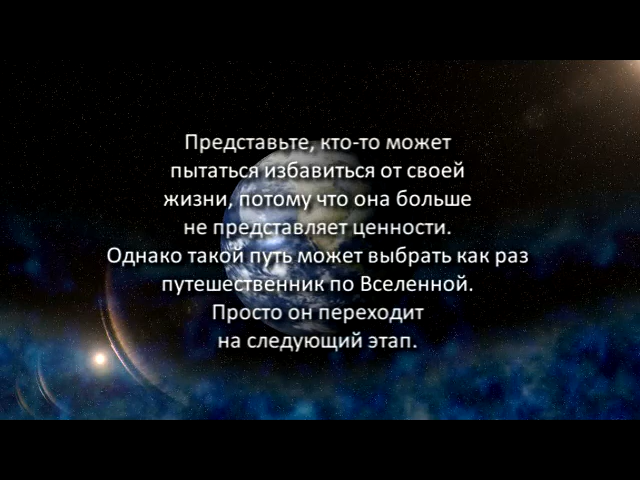 Представьте, кто-то может
пытаться избавиться от своей
жизни, потому что она больше
не представляет ценности.
Однако такой путь может выбрать как раз
путешественник по Вселенной.
Просто он переходит
на следующий этап.